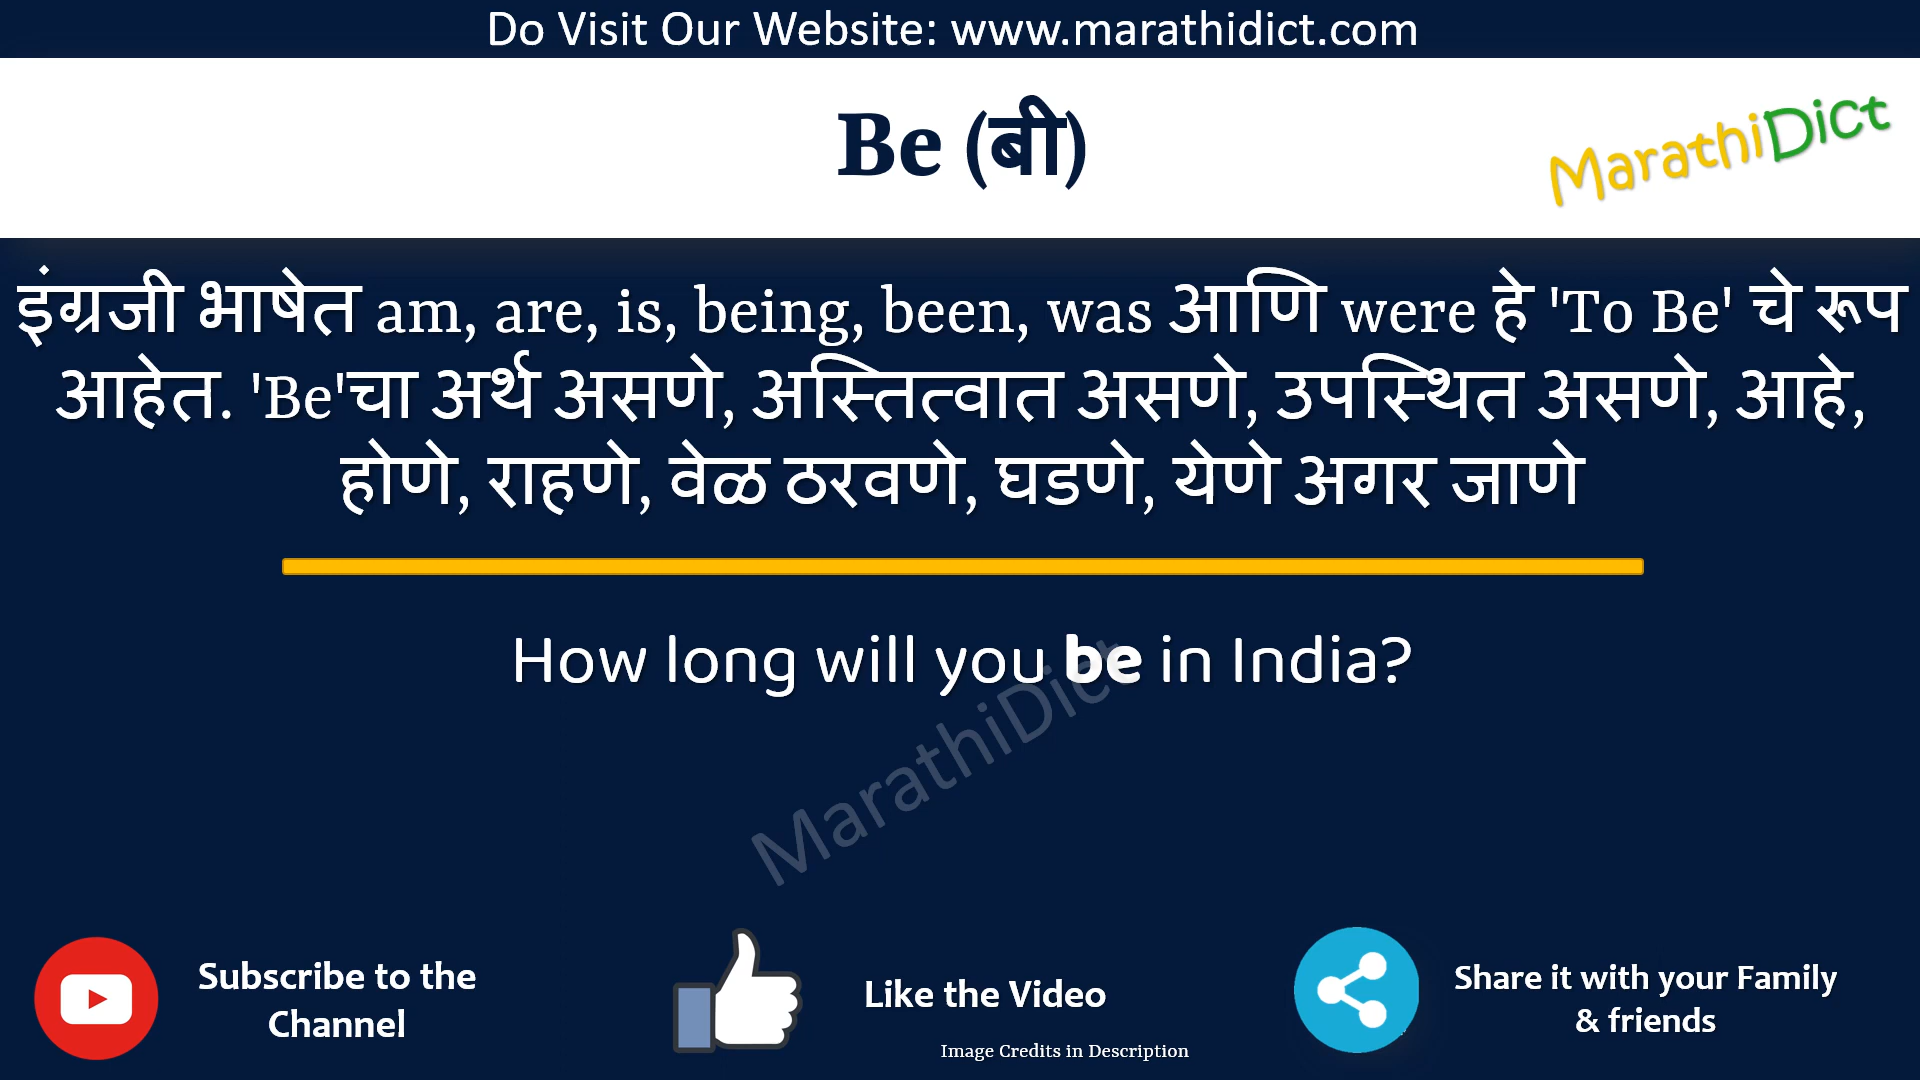 Do Visit Our Website: www.marathidict.com
Be (बी)
MarathiDict
इंग्रजी भाषेत am, are, is, being, been, was आणि were हे 'To Be' चे रूप
आहेत. 'Be'चा अर्थ असणे, अस्तित्वात असणे, उपस्थित असणे, आहे,
होणे, राहणे, वेळ ठरवणे, घडणे, येणे अगर जाणे
How long will you be in India?
MarathiDict
Subscribe to the
Channel
Like the Video
Share it with your Family
& friends
Image Credits in Description